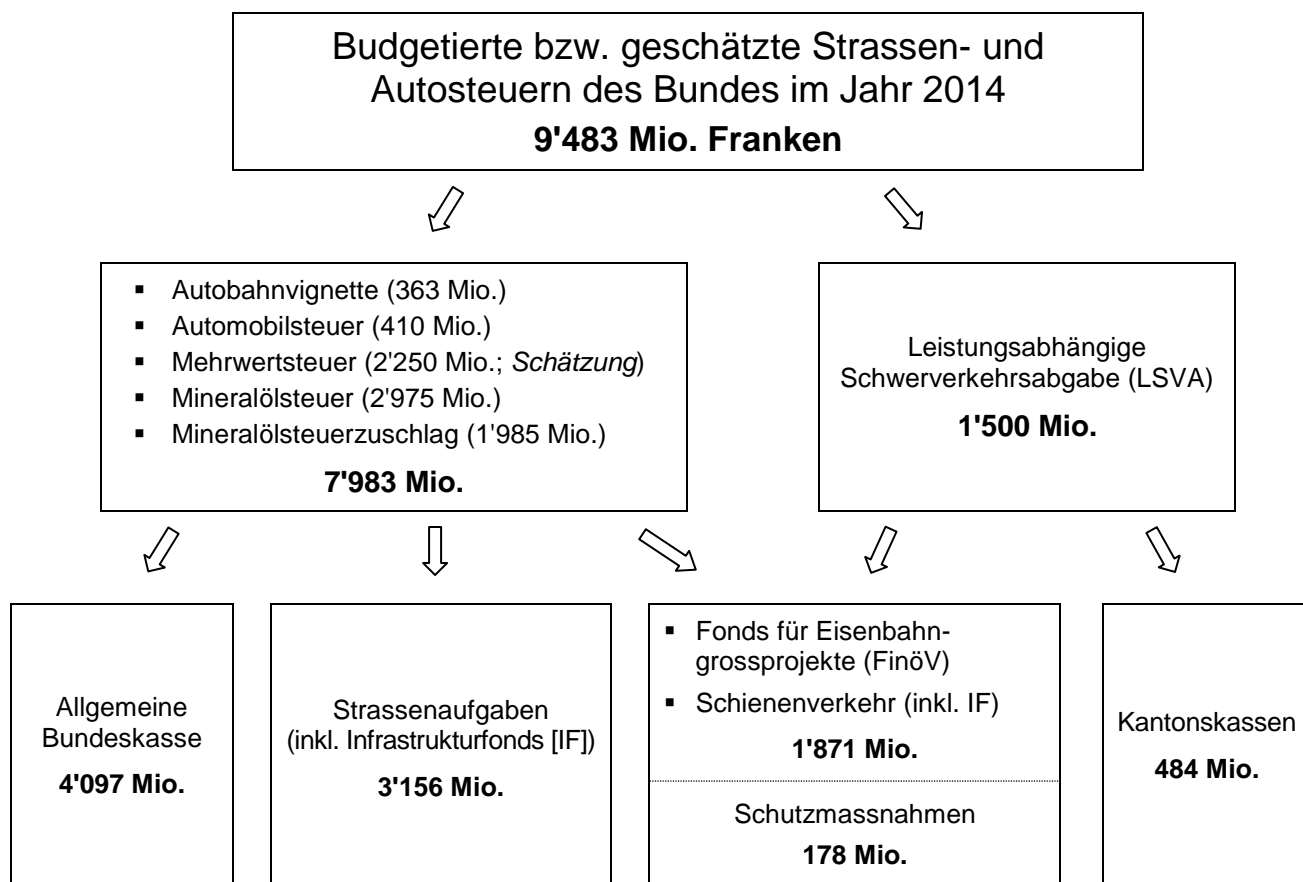 Budgetierte bzw. geschätzte Strassen- und
Autosteuern des Bundes im Jahr 2014
9'483 Mio. Franken
▪ Autobahnvignette (363 Mio.)
▪ Automobilsteuer (410 Mio.)
▪ Mehrwertsteuer (2'250 Mio.; Schätzung)
▪ Mineralölsteuer (2'975 Mio.)
▪ Mineralölsteuerzuschlag (1'985 Mio.)
7'983 Mio.
Leistungsabhängige
Schwerverkehrsabgabe (LSVA)
1'500 Mio.
Allgemeine
Bundeskasse
4'097 Mio.
Strassenaufgaben
(inkl. Infrastrukturfonds [IF])
3'156 Mio.
▪ Fonds für Eisenbahn-
grossprojekte (FinöV)
▪ Schienenverkehr (inkl. IF)
1'871 Mio.
Schutzmassnahmen
178 Mio.
Kantonskassen
484 Mio.